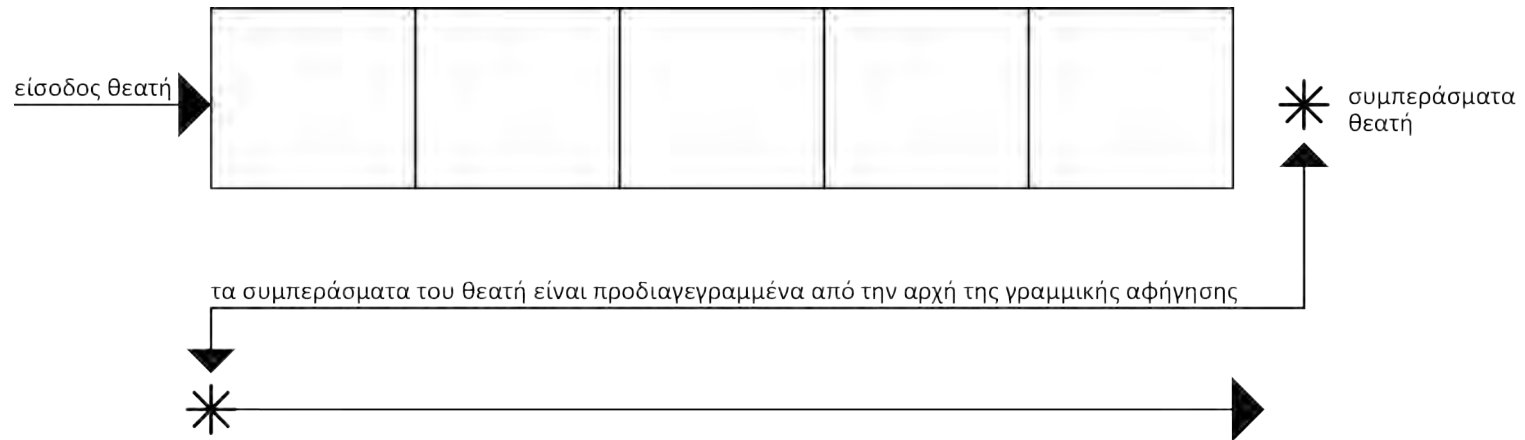 είσοδος θεατή
συμπεράσματα
θεατή
τα συμπεράσματα του θεατή είναι προδιαγεγραμμένα από την αρχή της γραμμικής αφήγησης